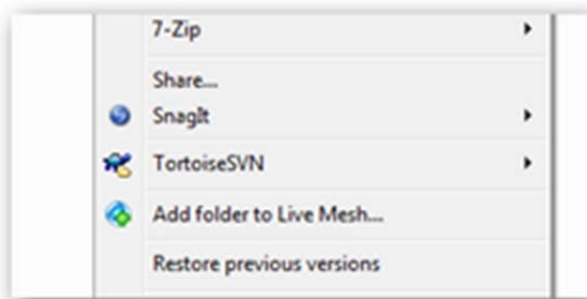 7-Zip
Share...
SnagIt
TortoiseSVN
Add folder to Live Mesh...
Restore previous versions